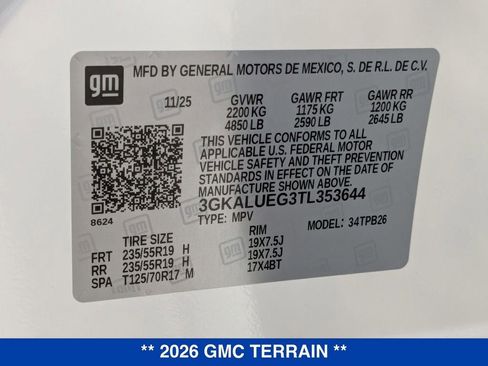 gm
MFD BY GENERAL MOTORS DE MEXICO, S. DE R.L. DE C.V.
11/25 GVWR GAWR FRT GAWR RR
2200 KG 1175 KG 1200 KG
4850 LB 2590 LB 2645 LB
THIS VEHICLE CONFORMS TO ALL
APPLICABLE U.S. FEDERAL MOTOR
VEHICLE SAFETY AND THEFT PREVENTION
STANDARDS IN EFFECT ON THE DATE OF
MANUFACTURE SHOWN ABOVE.
3GKALUEG3TL353644
8624 TYPE: MPV MODEL: 34TPB26
TIRE SIZE RIM
FRT 235/55R19 H 19X7.5J
RR 235/55R19 H 19X7.5J
SPA T125/70R17 M 17X4BT
** 2026 GMC TERRAIN **